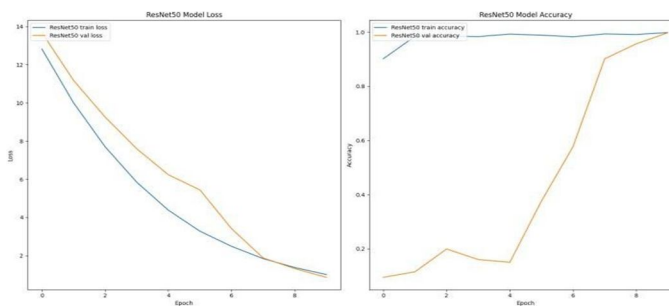 ResNet50 Model Loss
ResNet50 train loss
ResNet50 val loss
14
12
10
8
6
4
2
0
2
4
6
8
Loss
Epoch
ResNet50 Model Accuracy
ResNet50 train accuracy
ResNet50 val accuracy
1.0
0.8
0.6
0.4
0.2
0
2
4
6
8
Accuracy
Epoch